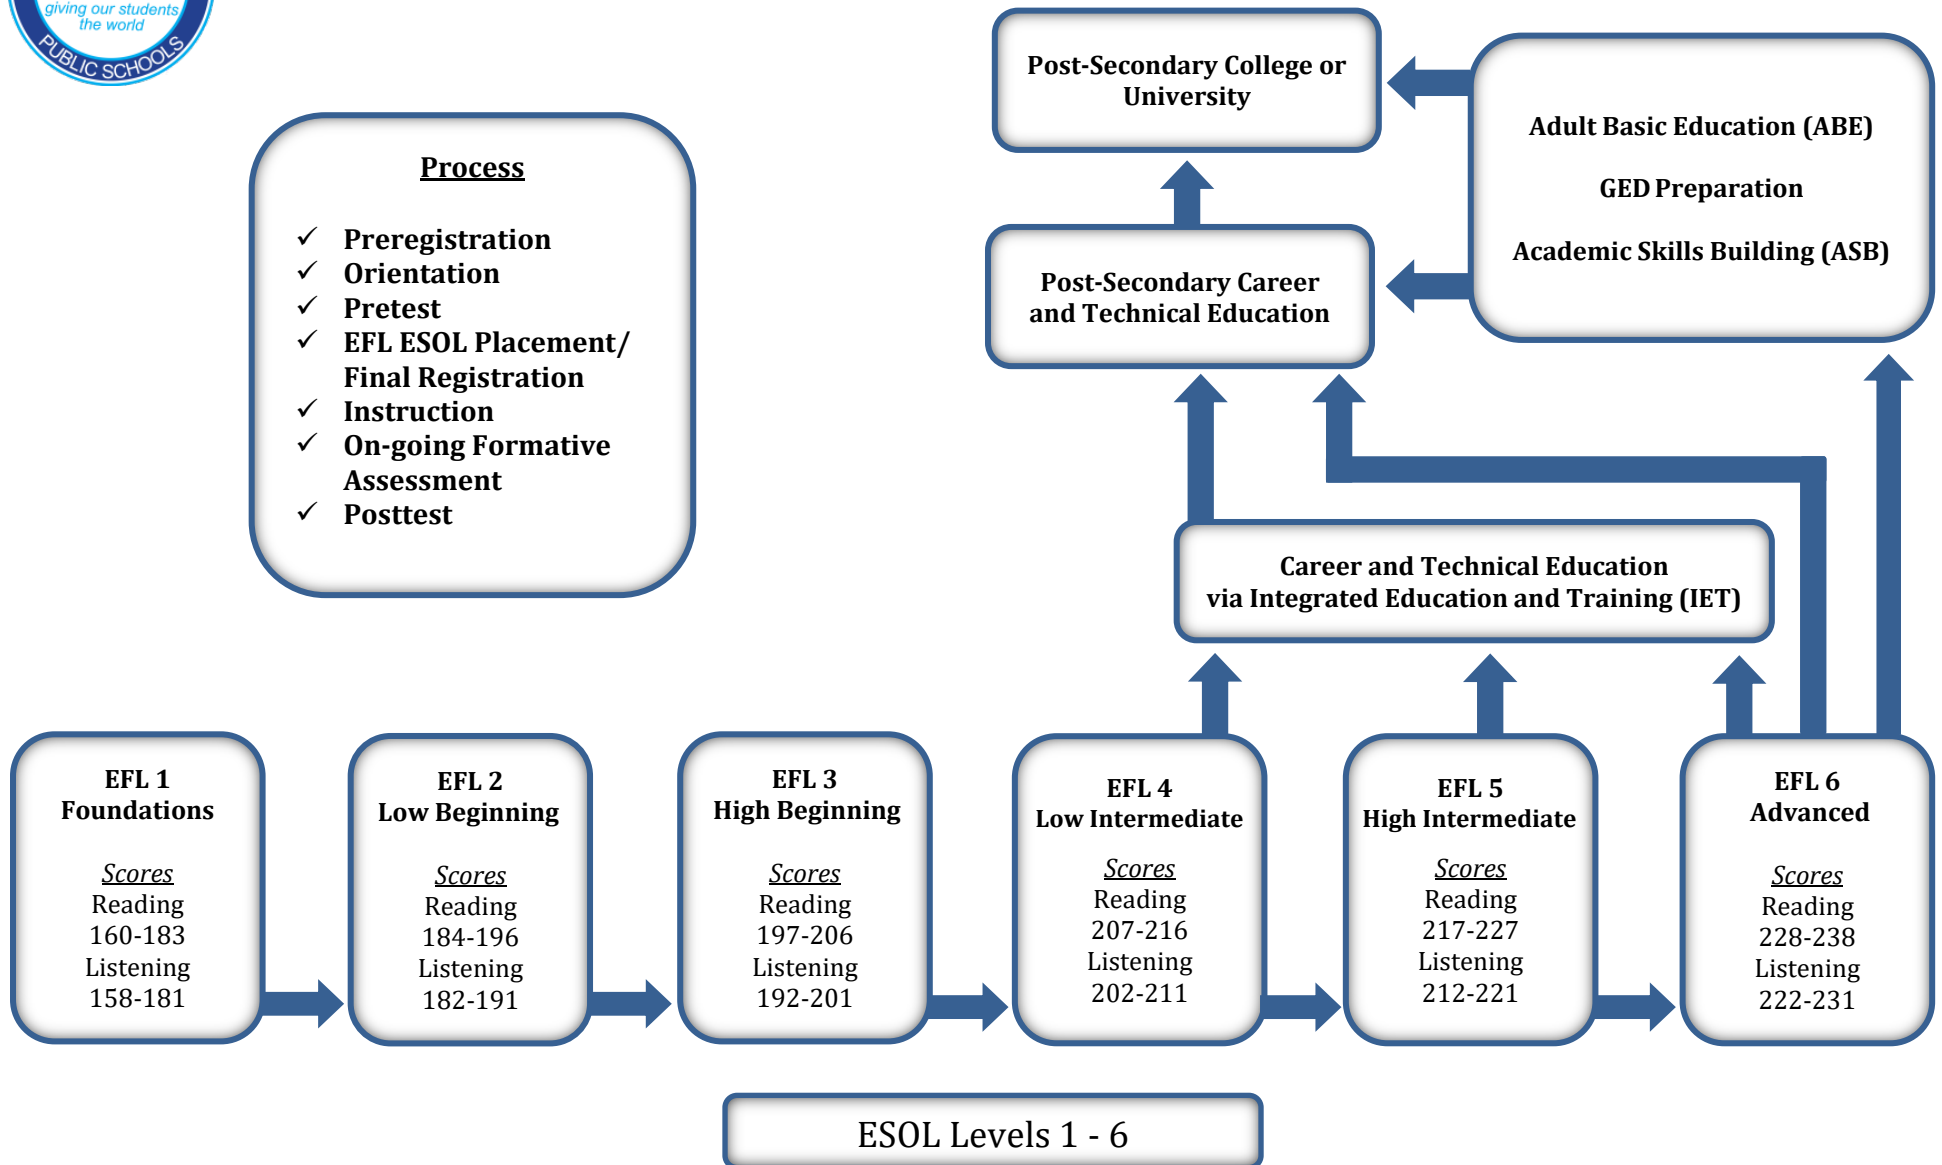 giving our students
the world
PUBLIC SCHOOLS
Process
✓ Preregistration
✓ Orientation
✓ Pretest
✓ EFL ESOL Placement/
Final Registration
✓ Instruction
✓ On-going Formative
Assessment
✓ Posttest
Post-Secondary College or
University
Adult Basic Education (ABE)
GED Preparation
Academic Skills Building (ASB)
Post-Secondary Career
and Technical Education
Career and Technical Education
via Integrated Education and Training (IET)
EFL 1
Foundations
Scores
Reading
160-183
Listening
158-181
EFL 2
Low Beginning
Scores
Reading
184-196
Listening
182-191
EFL 3
High Beginning
Scores
Reading
197-206
Listening
192-201
EFL 4
Low Intermediate
Scores
Reading
207-216
Listening
202-211
EFL 5
High Intermediate
Scores
Reading
217-227
Listening
212-221
EFL 6
Advanced
Scores
Reading
228-238
Listening
222-231
ESOL Levels 1 - 6